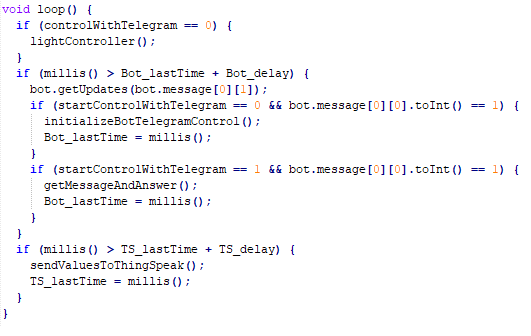 void loop() {
  if (controlWithTelegram == 0) {
    lightController();
  }
  if (millis() > Bot_lastTime + Bot_delay) {
    bot.getUpdates(bot.message[0][1]);
    if (startControlWithTelegram == 0 && bot.message[0][0].toInt() == 1) {
      initializeBotTelegramControl();
      Bot_lastTime = millis();
    }
    if (startControlWithTelegram == 1 && bot.message[0][0].toInt() == 1) {
      getMessageAndAnswer();
      Bot_lastTime = millis();
    }
  }
  if (millis() > TS_lastTime + TS_delay) {
    sendValuesToThingSpeak();
    TS_lastTime = millis();
  }
}